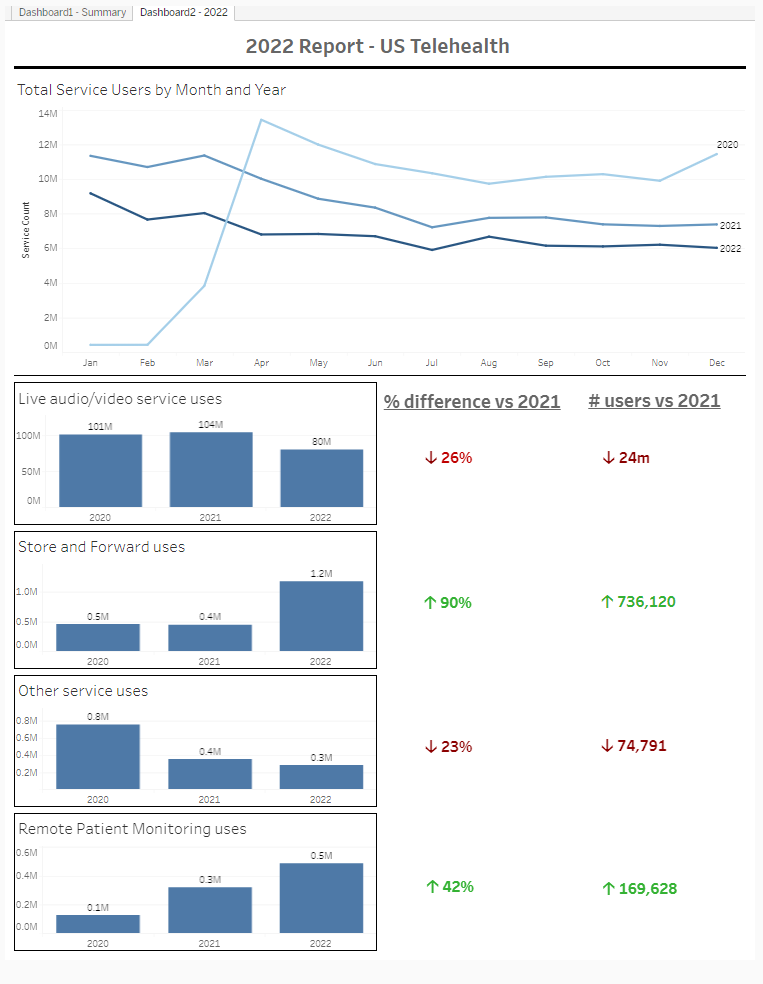 Dashboard1 - Summary Dashboard2 - 2022
2022 Report - US Telehealth
Total Service Users by Month and Year
14M
12M
10M
8M
6M
4M
2M
0M
Service Count
2020
2021
2022
Jan Feb Mar Apr May Jun Jul Aug Sep Oct Nov Dec
Live audio/video service uses
100M
50M
0M
101M 104M 80M
2020 2021 2022
% difference vs 2021 # users vs 2021
↓ 26% ↓ 24m
Store and Forward uses
1.0M
0.5M
0.0M
0.5M 0.4M 1.2M
2020 2021 2022
↑ 90% ↑ 736,120
Other service uses
0.8M
0.6M
0.4M
0.2M
0.8M 0.4M 0.3M
2020 2021 2022
↓ 23% ↓ 74,791
Remote Patient Monitoring uses
0.6M
0.4M
0.2M
0.0M
0.1M 0.3M 0.5M
2020 2021 2022
↑ 42% ↑ 169,628